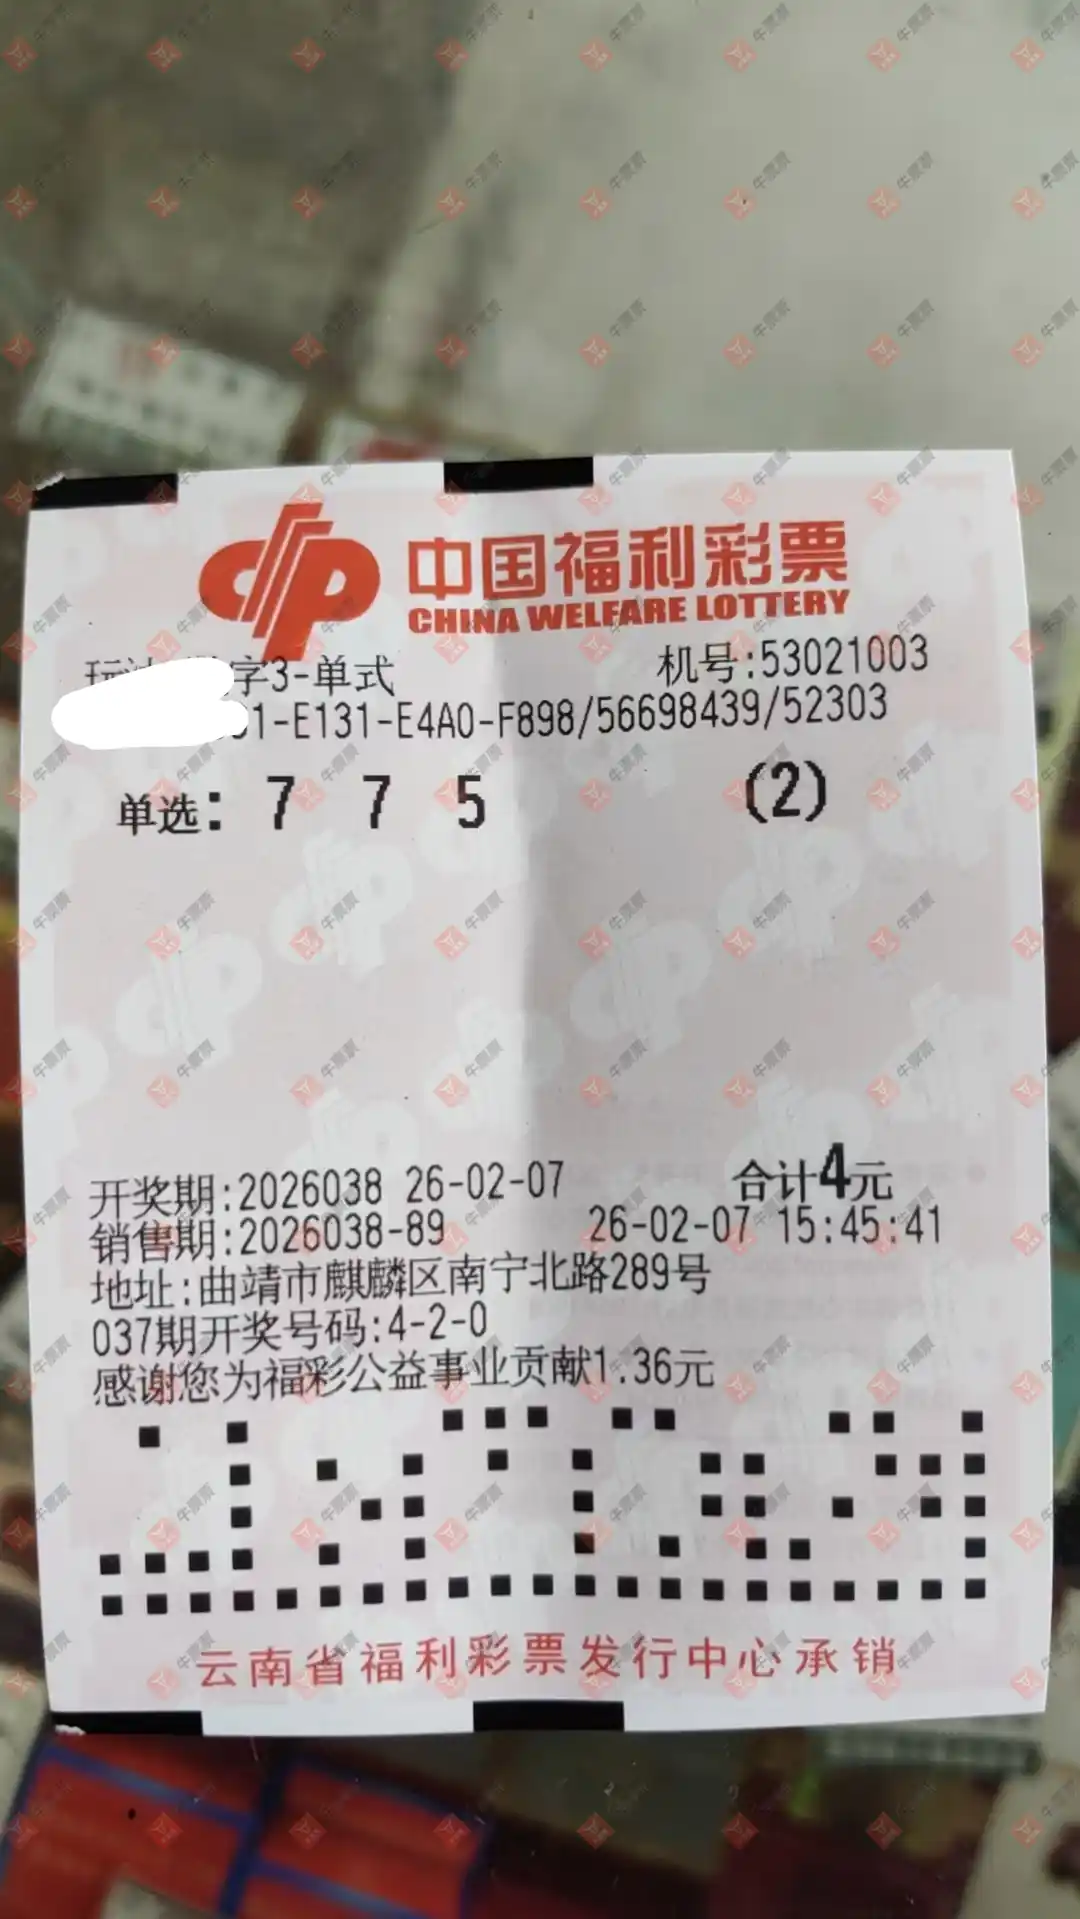 中国福利彩票
CHINA WELFARE LOTTERY
字3-单式 机号:53021003
1-E131-E4A0-F898/56698439/52303
单选: 7 7 5 (2)
开奖期:2026038 26-02-07 合计4元
销售期:2026038-89 26-02-07 15:45:41
地址:曲靖市麒麟区南宁北路289号
037期开奖号码:4-2-0
感谢您为福彩公益事业贡献1.36元
云南省福利彩票发行中心承销
牛票票